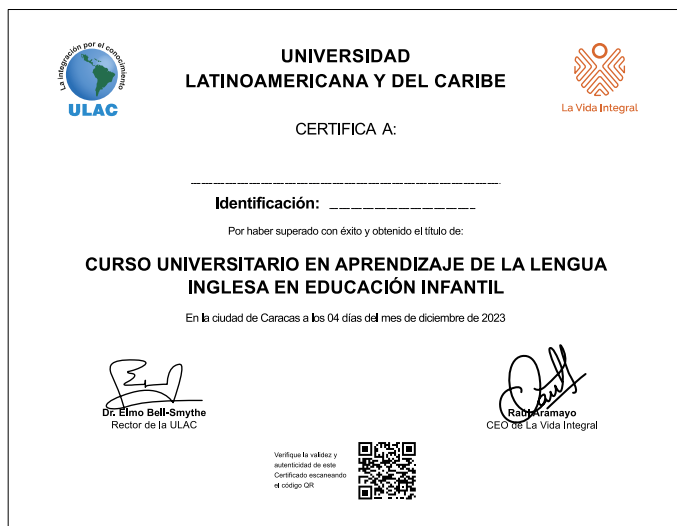 La integración por el conocimiento
ULAC
UNIVERSIDAD
LATINOAMERICANA Y DEL CARIBE
La Vida Integral
CERTIFICA A:
Identificación:
Por haber superado con éxito y obtenido el título de:
CURSO UNIVERSITARIO EN APRENDIZAJE DE LA LENGUA
INGLESA EN EDUCACIÓN INFANTIL
En la ciudad de Caracas a los 04 días del mes de diciembre de 2023
Dr. Elmo Bell-Smythe
Rector de la ULAC
Raúl Aramayo
CEO de La Vida Integral
Verifique la validez y
autenticidad de este
Certificado escaneando
el código QR